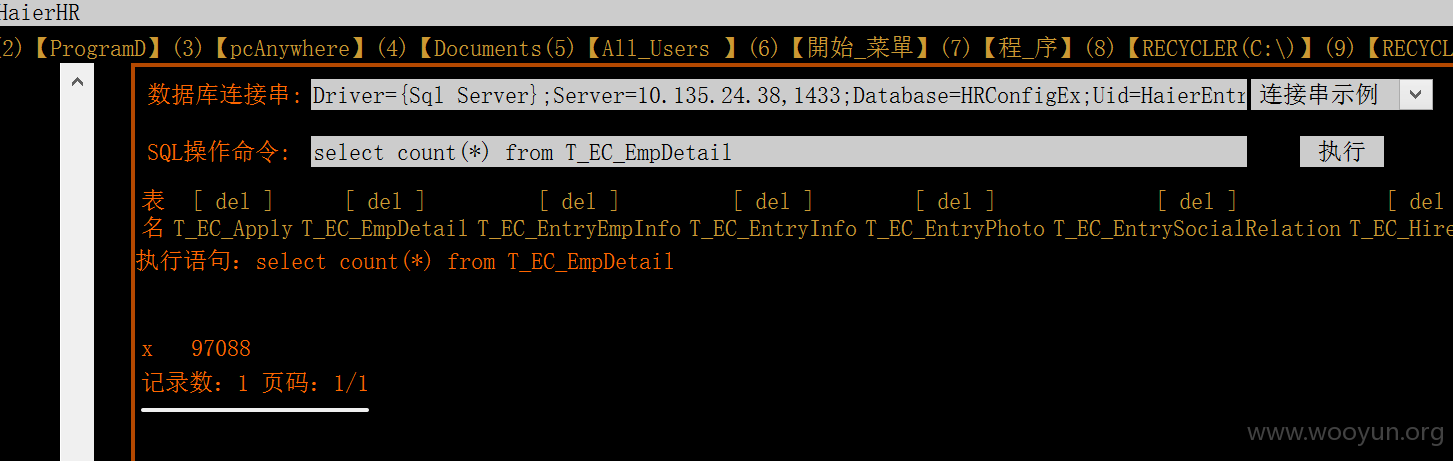 HaierHR
(2)【ProgramD】(3)【pcAnywhere】(4)【Documents(5)【All_Users 】(6)【開始_菜單】(7)【程_序】(8)【RECYCLER(C:\)】(9)【RECYCL
数据库连接串: Driver={Sql Server};Server=10.135.24.38,1433;Database=HRConfigEx;Uid=HaierEntr 连接串示例
SQL操作命令: select count(*) from T_EC_EmpDetail 执行
表 [ del ] [ del ] [ del ] [ del ] [ del ] [ del ] [ del
名 T_EC_Apply T_EC_EmpDetail T_EC_EntryEmpInfo T_EC_EntryInfo T_EC_EntryPhoto T_EC_EntrySocialRelation T_EC_Hire
执行语句: select count(*) from T_EC_EmpDetail
x 97088
记录数: 1 页码: 1/1
www.wooyun.org